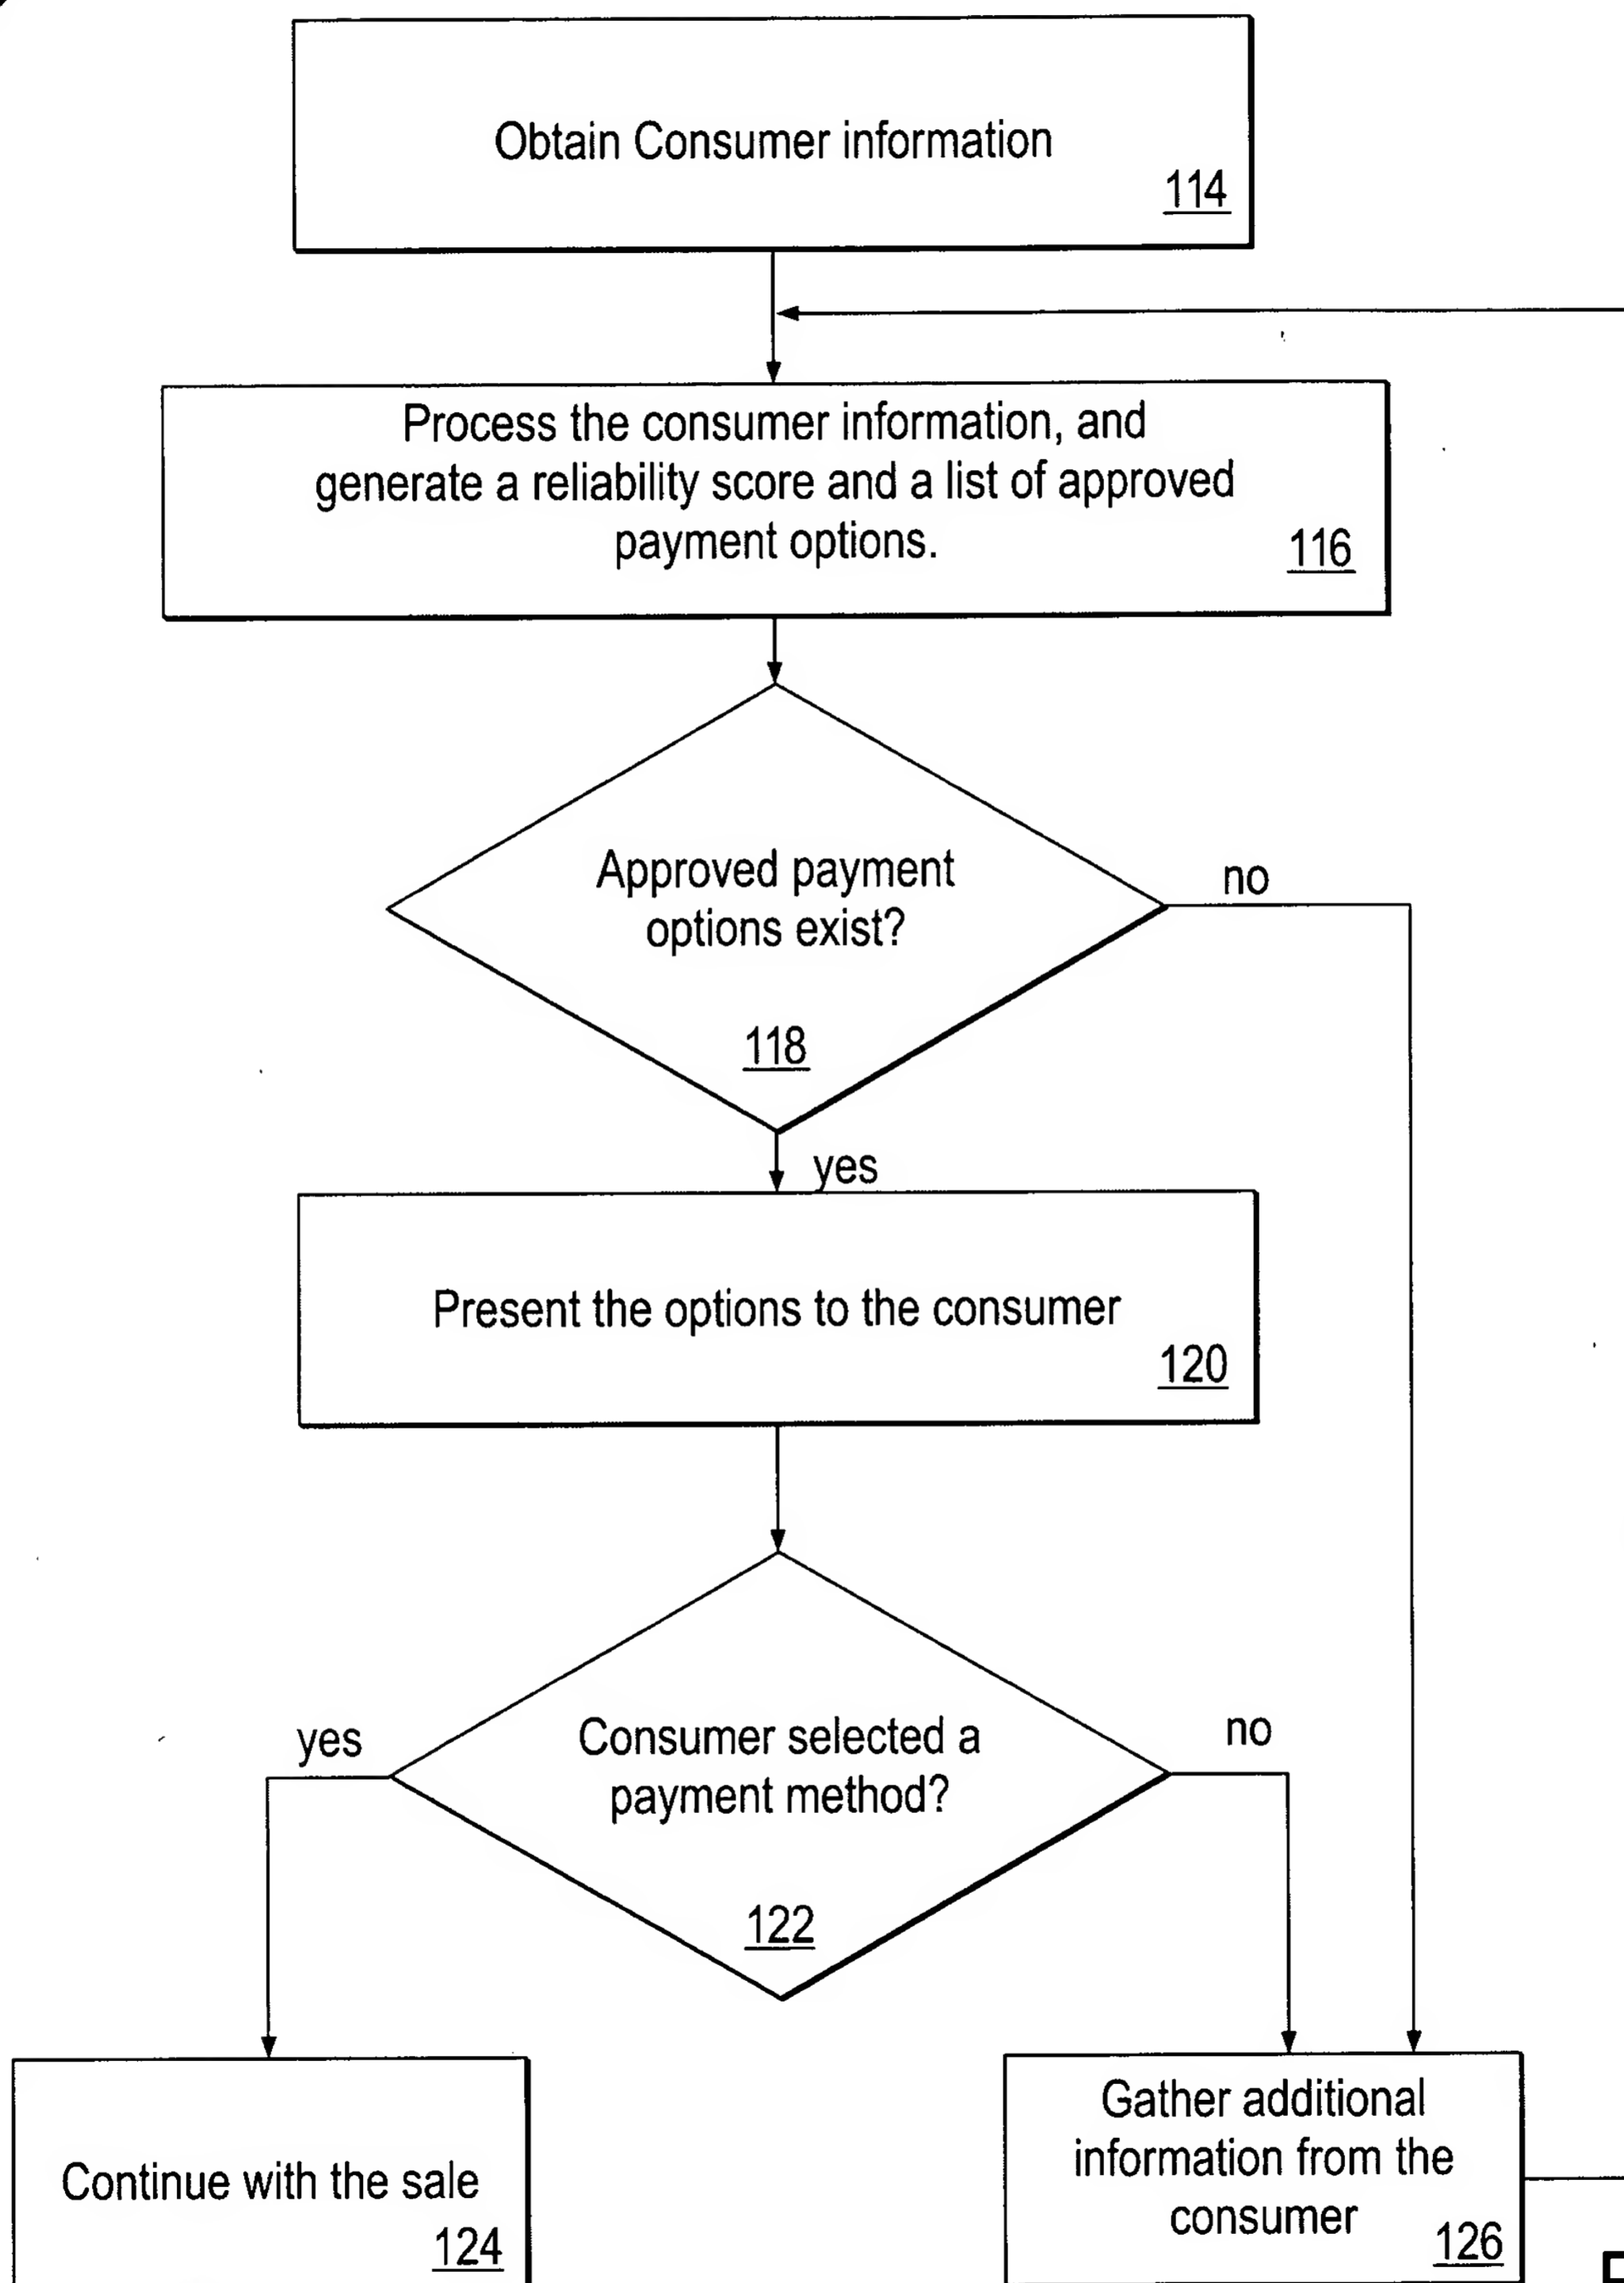 Obtain Consumer information
114
Process the consumer information, and
generate a reliability score and a list of approved
payment options.
116
Approved payment
options exist?
118
no
yes
Present the options to the consumer
120
Consumer selected a
payment method?
122
yes
no
Continue with the sale
124
Gather additional
information from the
consumer
126